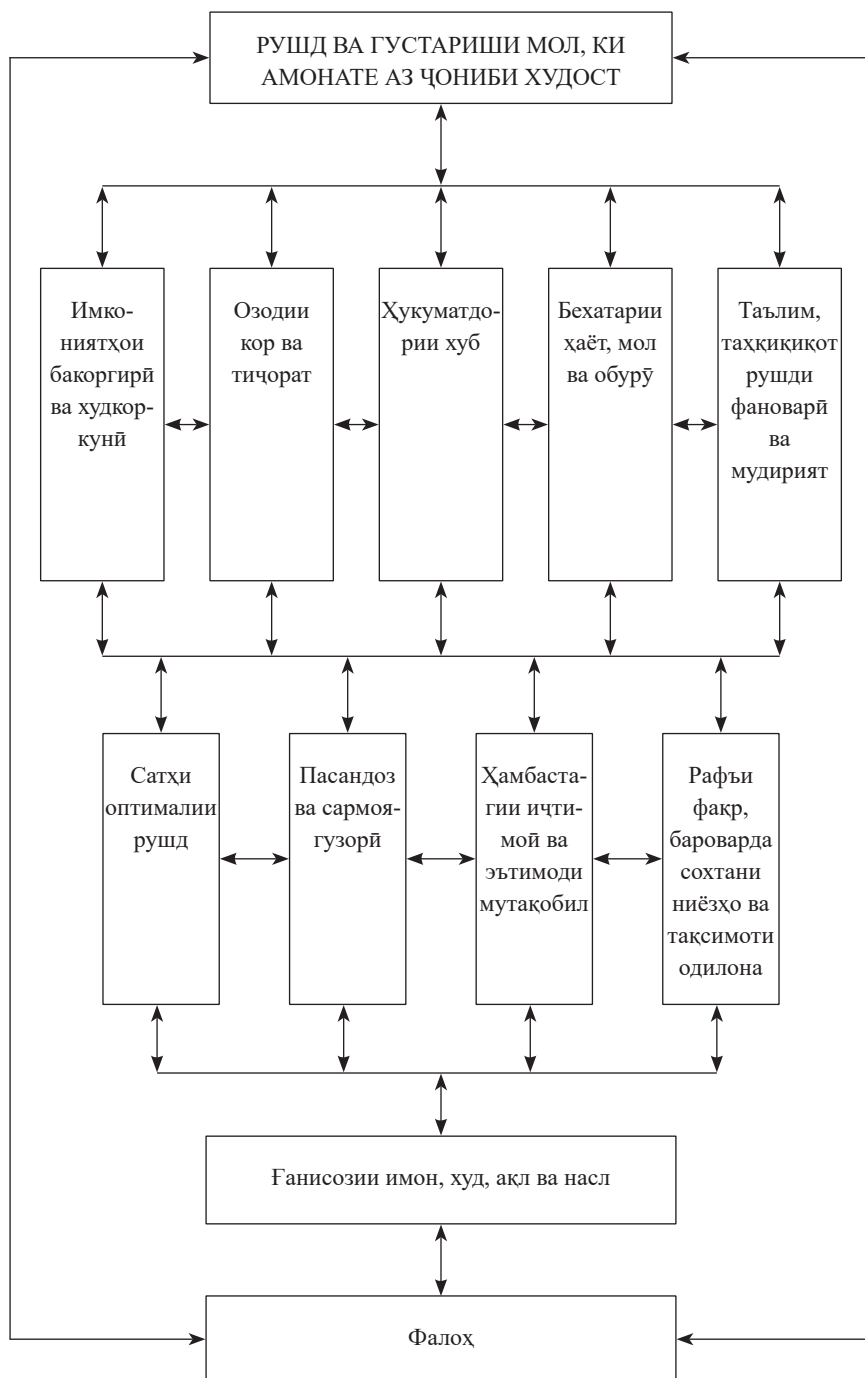 РУШД ВА ГУСТАРИШИ МОЛ, КИ
АМОНАТЕ АЗ ҶОНИБИ ХУДОСТ
Имко-
ниятҳои
бакоргирӣ
ва худкор-
кунӣ
Озодии
кор ва
тиҷорат
Ҳукуматдо-
рии хуб
Бехатарии
ҳаёт, мол
ва обурӯ
Таълим,
таҳқиқиқот
рушди
фановарӣ
ва
мудирият
Сатҳи
оптималии
рушд
Пасандоз
ва сармоя-
гузорӣ
Ҳамбаста-
гии иҷти-
моӣ ва
эътимоди
мутақобил
Рафъи
фақр,
бароварда
сохтани
ниёзҳо ва
тақсимоти
одилона
Ғанисозии имон, худ, ақл ва насл
Фалоҳ